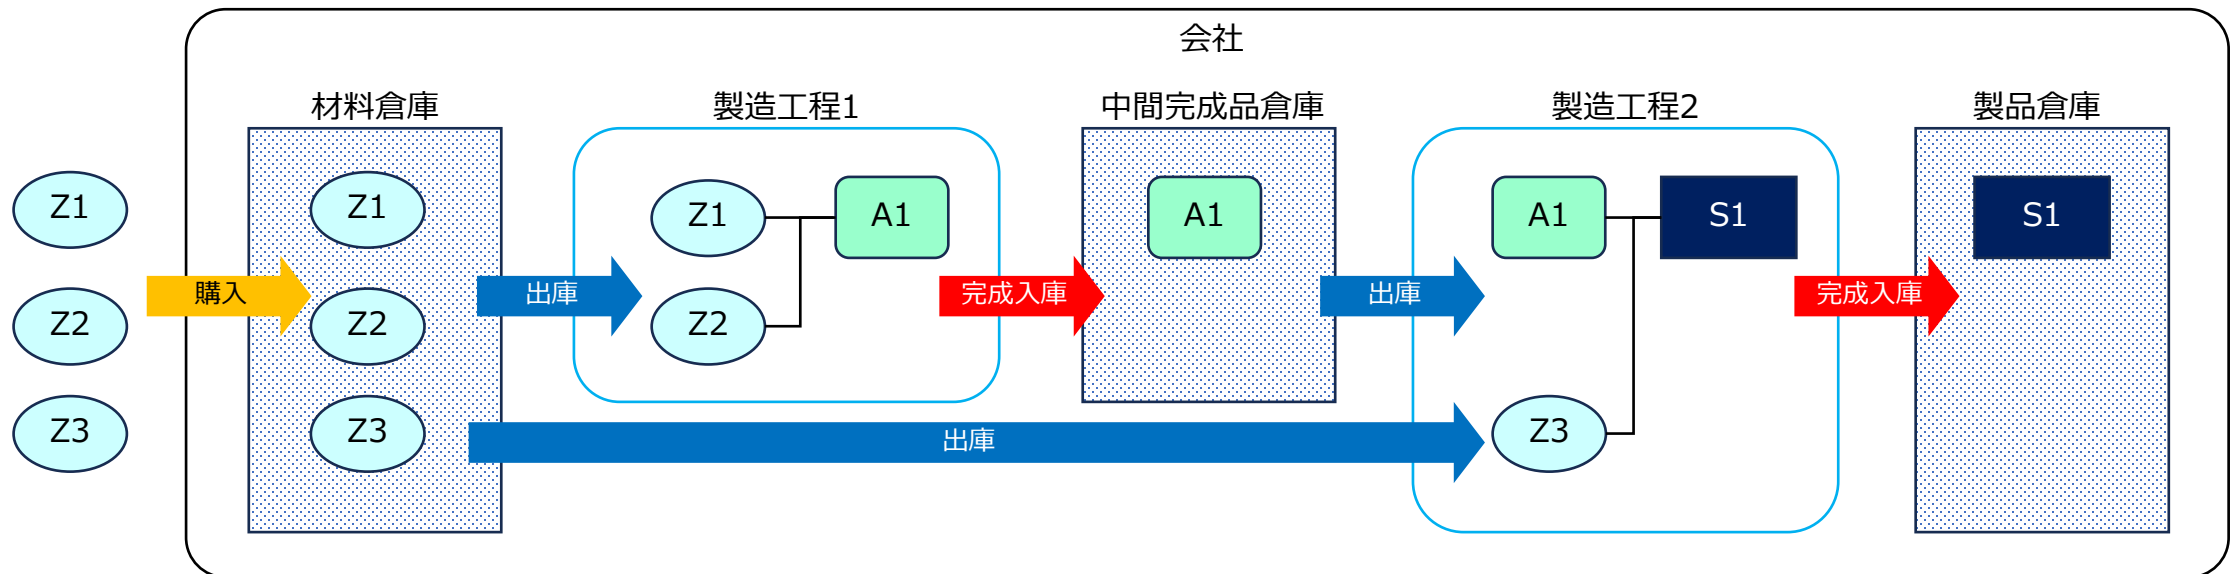 会社
材料倉庫
製造工程1
中間完成品倉庫
製造工程2
製品倉庫
Z1
Z1
Z1
A1
A1
A1
S1
S1
購入
出庫
完成入庫
出庫
完成入庫
Z2
Z2
Z2
Z3
Z3
Z3
出庫